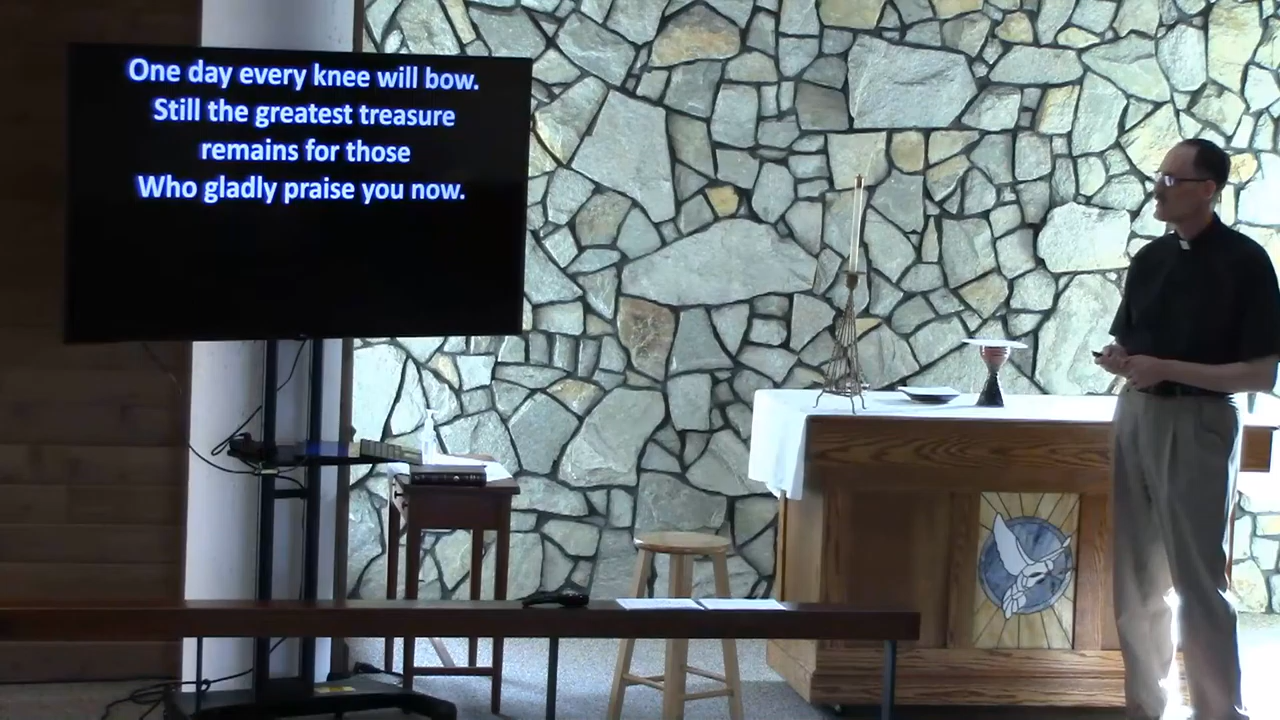 One day every knee will bow.
Still the greatest treasure
remains for those
Who gladly praise you now.